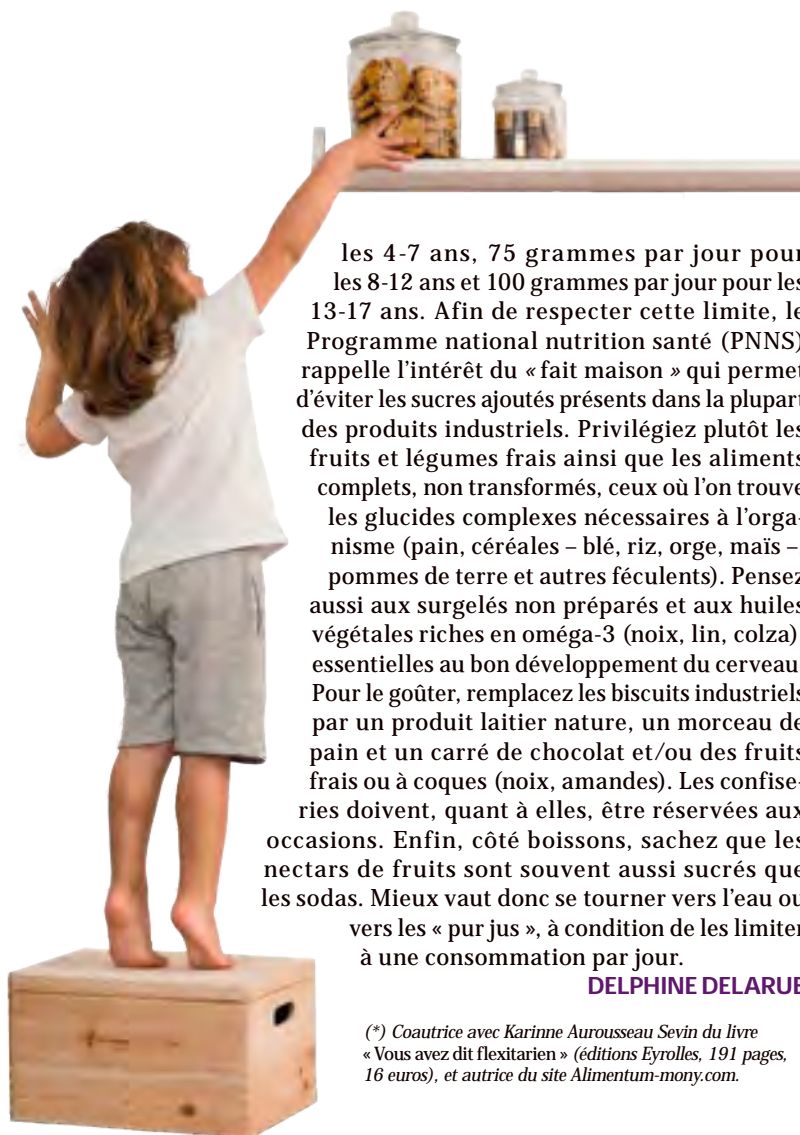 les 4-7 ans, 75 grammes par jour pour
les 8-12 ans et 100 grammes par jour pour les
13-17 ans. Afin de respecter cette limite, le
Programme national nutrition santé (PNNS)
rappelle l'intérêt du « fait maison » qui permet
d'éviter les sucres ajoutés présents dans la plupart
des produits industriels. Privilégiez plutôt les
fruits et légumes frais ainsi que les aliments
complets, non transformés, ceux où l'on trouve
les glucides complexes nécessaires à l'orga-
nisme (pain, céréales – blé, riz, orge, maïs –
pommes de terre et autres féculents). Pensez
aussi aux surgelés non préparés et aux huiles
végétales riches en oméga-3 (noix, lin, colza)
essentielles au bon développement du cerveau.
Pour le goûter, remplacez les biscuits industriels
par un produit laitier nature, un morceau de
pain et un carré de chocolat et/ou des fruits
frais ou à coques (noix, amandes). Les confise-
ries doivent, quant à elles, être réservées aux
occasions. Enfin, côté boissons, sachez que les
nectars de fruits sont souvent aussi sucrés que
les sodas. Mieux vaut donc se tourner vers l'eau ou
vers les « pur jus », à condition de les limiter
à une consommation par jour.
DELPHINE DELARUE
(*) Coautrice avec Karinne Aurousseau Sevin du livre
« Vous avez dit flexitarien » (éditions Eyrolles, 191 pages,
16 euros), et autrice du site Alimentum-mony.com.